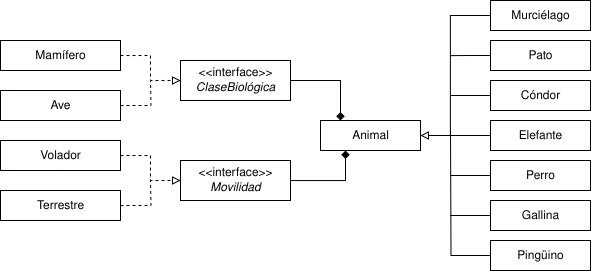 Mamífero
Ave
Volador
Terrestre
<<interface>>
ClaseBiológica
<<interface>>
Movilidad
Animal
Murciélago
Pato
Cóndor
Elefante
Perro
Gallina
Pingüino